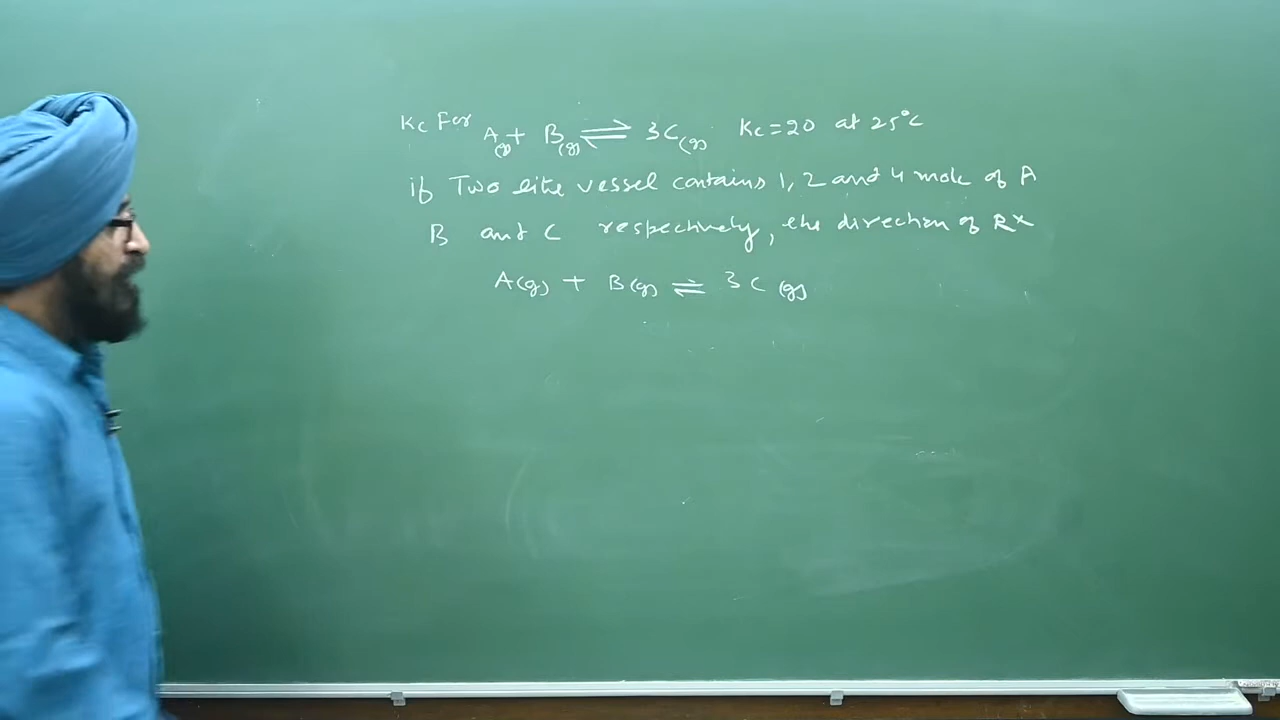 Kc For A(g) + B(g) ⇌ 3C(g) Kc = 20 at 25°C
if Two litre vessel contains 1, 2 and 4 mole of A
B and C respectively, the direction of Rx
A(g) + B(g) ⇌ 3C(g)